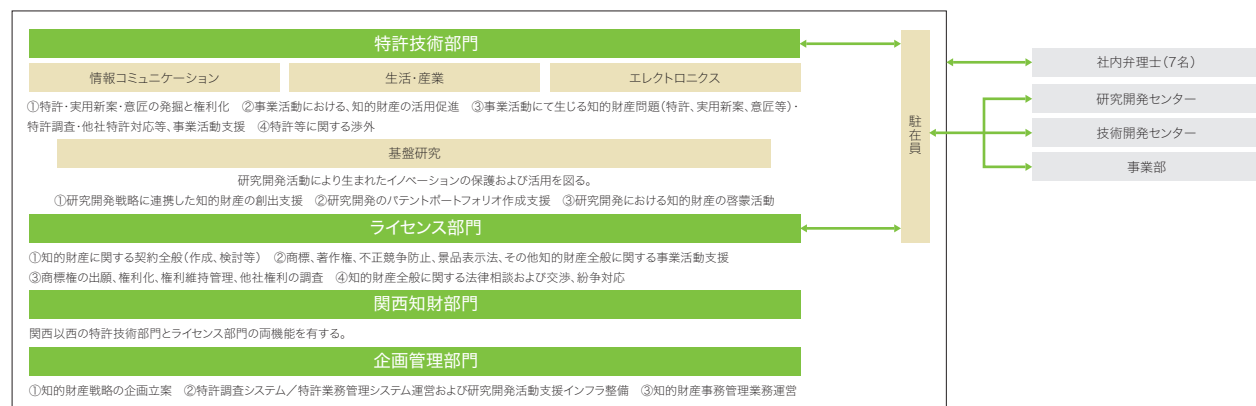 特許技術部門
情報コミュニケーション
生活・産業
エレクトロニクス
①特許・実用新案・意匠の発掘と権利化　②事業活動における、知的財産の活用促進　③事業活動にて生じる知的財産問題（特許、実用新案、意匠等）・
特許調査・他社特許対応等、事業活動支援　④特許等に関する渉外
基盤研究
研究開発活動により生まれたイノベーションの保護および活用を図る。
①研究開発戦略に連携した知的財産の創出支援　②研究開発のパテントポートフォリオ作成支援　③研究開発における知的財産の啓蒙活動
ライセンス部門
①知的財産に関する契約全般（作成、検討等）　②商標、著作権、不正競争防止、景品表示法、その他知的財産全般に関する事業活動支援
③商標権の出願、権利化、権利維持管理、他社権利の調査　④知的財産全般に関する法律相談および交渉、紛争対応
関西知財部門
関西以西の特許技術部門とライセンス部門の両機能を有する。
企画管理部門
①知的財産戦略の企画立案　②特許調査システム／特許業務管理システム運営および研究開発活動支援インフラ整備　③知的財産事務管理業務運営
駐在員
社内弁理士（7名）
研究開発センター
技術開発センター
事業部